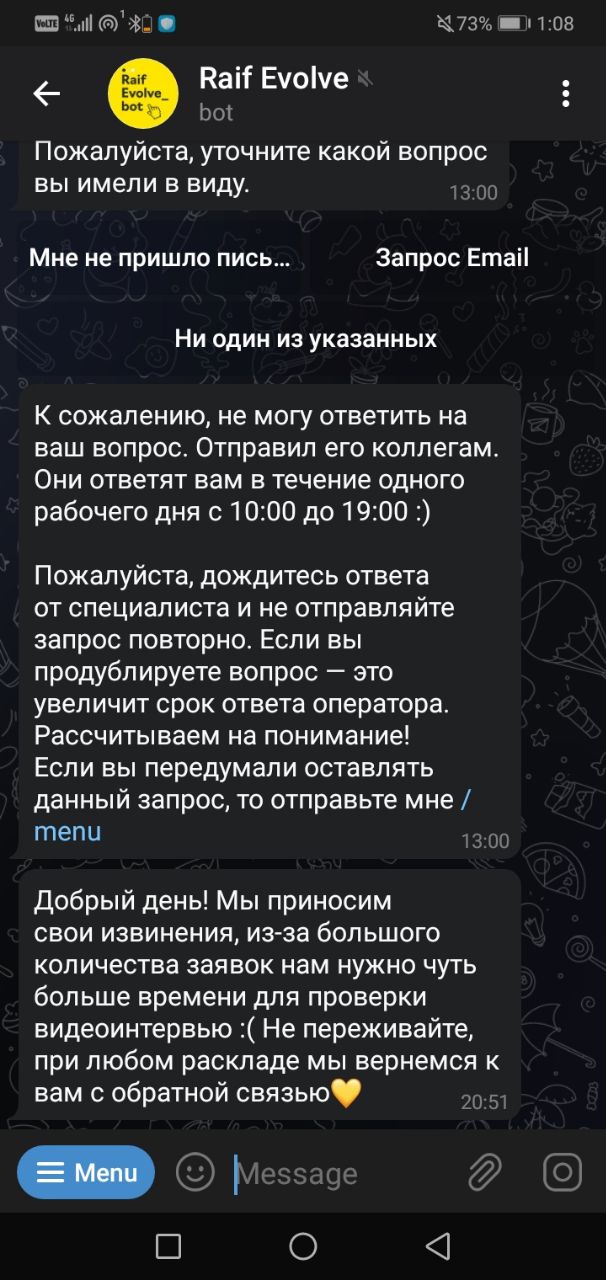 VoLTE 4G 1 73% 1:08
Raif Evolve
bot
Raif
Evolve_
bot
Пожалуйста, уточните какой вопрос
вы имели в виду.
13:00
Мне не пришло пись... Запрос Email
Ни один из указанных
К сожалению, не могу ответить на
ваш вопрос. Отправил его коллегам.
Они ответят вам в течение одного
рабочего дня с 10:00 до 19:00 :)
Пожалуйста, дождитесь ответа
от специалиста и не отправляйте
запрос повторно. Если вы
продублируете вопрос — это
увеличит срок ответа оператора.
Рассчитываем на понимание!
Если вы передумали оставлять
данный запрос, то отправьте мне /
menu
13:00
Добрый день! Мы приносим
свои извинения, из-за большого
количества заявок нам нужно чуть
больше времени для проверки
видеоинтервью :( Не переживайте,
при любом раскладе мы вернемся к
вам с обратной связью💛
20:51
Menu Message